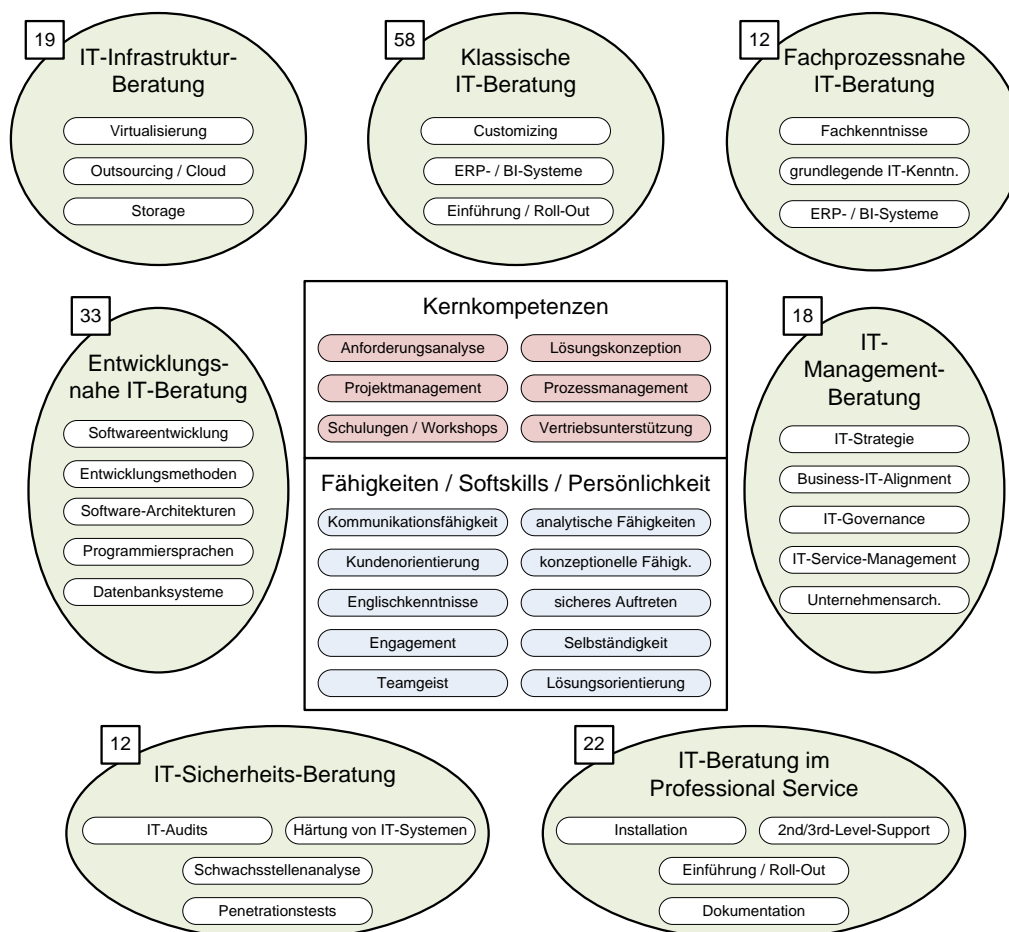 19
IT-Infrastruktur-
Beratung
Virtualisierung
Outsourcing / Cloud
Storage
58
Klassische
IT-Beratung
Customizing
ERP- / BI-Systeme
Einführung / Roll-Out
12
Fachprozessnahe
IT-Beratung
Fachkenntnisse
grundlegende IT-Kenntn.
ERP- / BI-Systeme
33
Entwicklungs-
nahe IT-Beratung
Softwareentwicklung
Entwicklungsmethoden
Software-Architekturen
Programmiersprachen
Datenbanksysteme
Kernkompetenzen
Anforderungsanalyse
Lösungskonzeption
Projektmanagement
Prozessmanagement
Schulungen / Workshops
Vertriebsunterstützung
Fähigkeiten / Softskills / Persönlichkeit
Kommunikationsfähigkeit
analytische Fähigkeiten
Kundenorientierung
konzeptionelle Fähigk.
Englischkenntnisse
sicheres Auftreten
Engagement
Selbständigkeit
Teamgeist
Lösungsorientierung
18
IT-
Management-
Beratung
IT-Strategie
Business-IT-Alignment
IT-Governance
IT-Service-Management
Unternehmensarch.
12
IT-Sicherheits-Beratung
IT-Audits
Härtung von IT-Systemen
Schwachsstellenanalyse
Penetrationstests
22
IT-Beratung im
Professional Service
Installation
2nd/3rd-Level-Support
Einführung / Roll-Out
Dokumentation